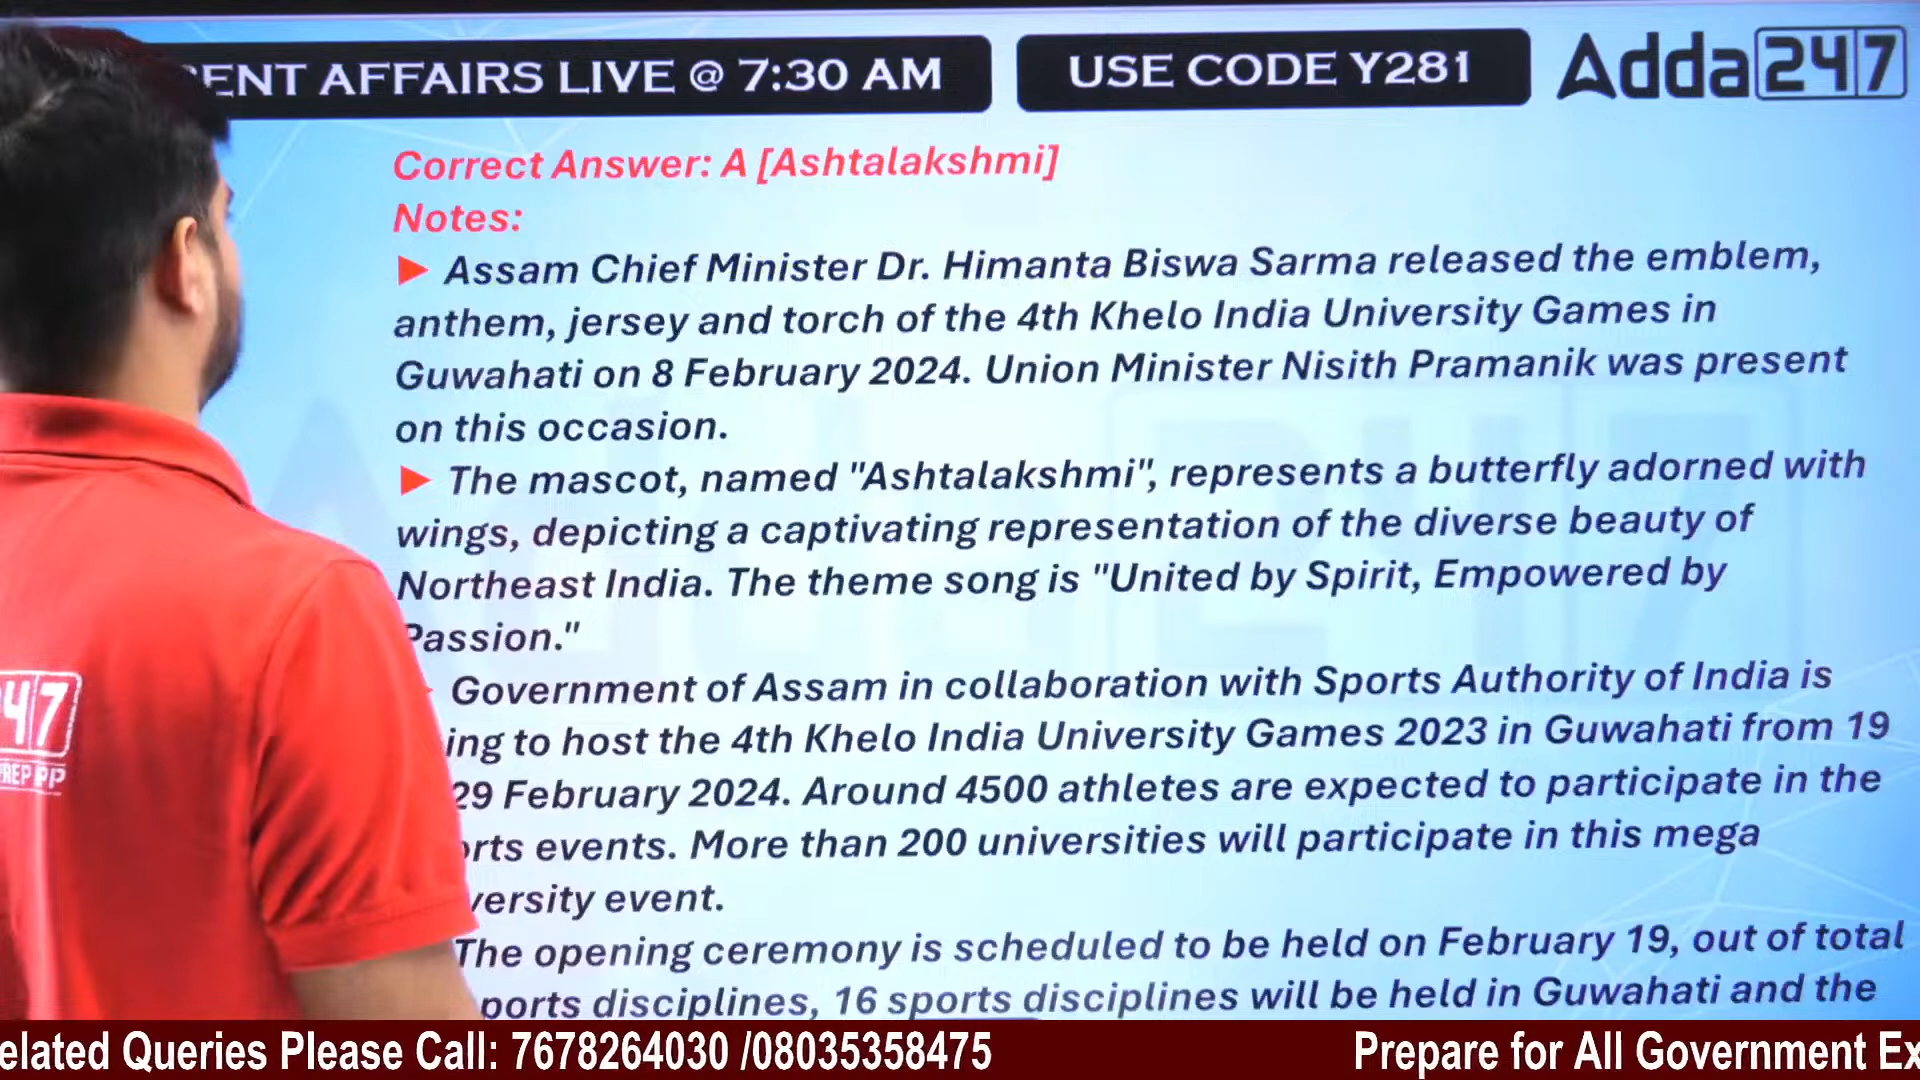 ENT AFFAIRS LIVE @ 7:30 AM
USE CODE Y281
Adda247
Correct Answer: A [Ashtalakshmi]
Notes:
► Assam Chief Minister Dr. Himanta Biswa Sarma released the emblem,
anthem, jersey and torch of the 4th Khelo India University Games in
Guwahati on 8 February 2024. Union Minister Nisith Pramanik was present
on this occasion.
► The mascot, named "Ashtalakshmi", represents a butterfly adorned with
wings, depicting a captivating representation of the diverse beauty of
Northeast India. The theme song is "United by Spirit, Empowered by
Passion."
Government of Assam in collaboration with Sports Authority of India is
ing to host the 4th Khelo India University Games 2023 in Guwahati from 19
29 February 2024. Around 4500 athletes are expected to participate in the
orts events. More than 200 universities will participate in this mega
versity event.
The opening ceremony is scheduled to be held on February 19, out of total
ports disciplines, 16 sports disciplines will be held in Guwahati and the
47
elated Queries Please Call: 7678264030 /08035358475
Prepare for All Government Ex